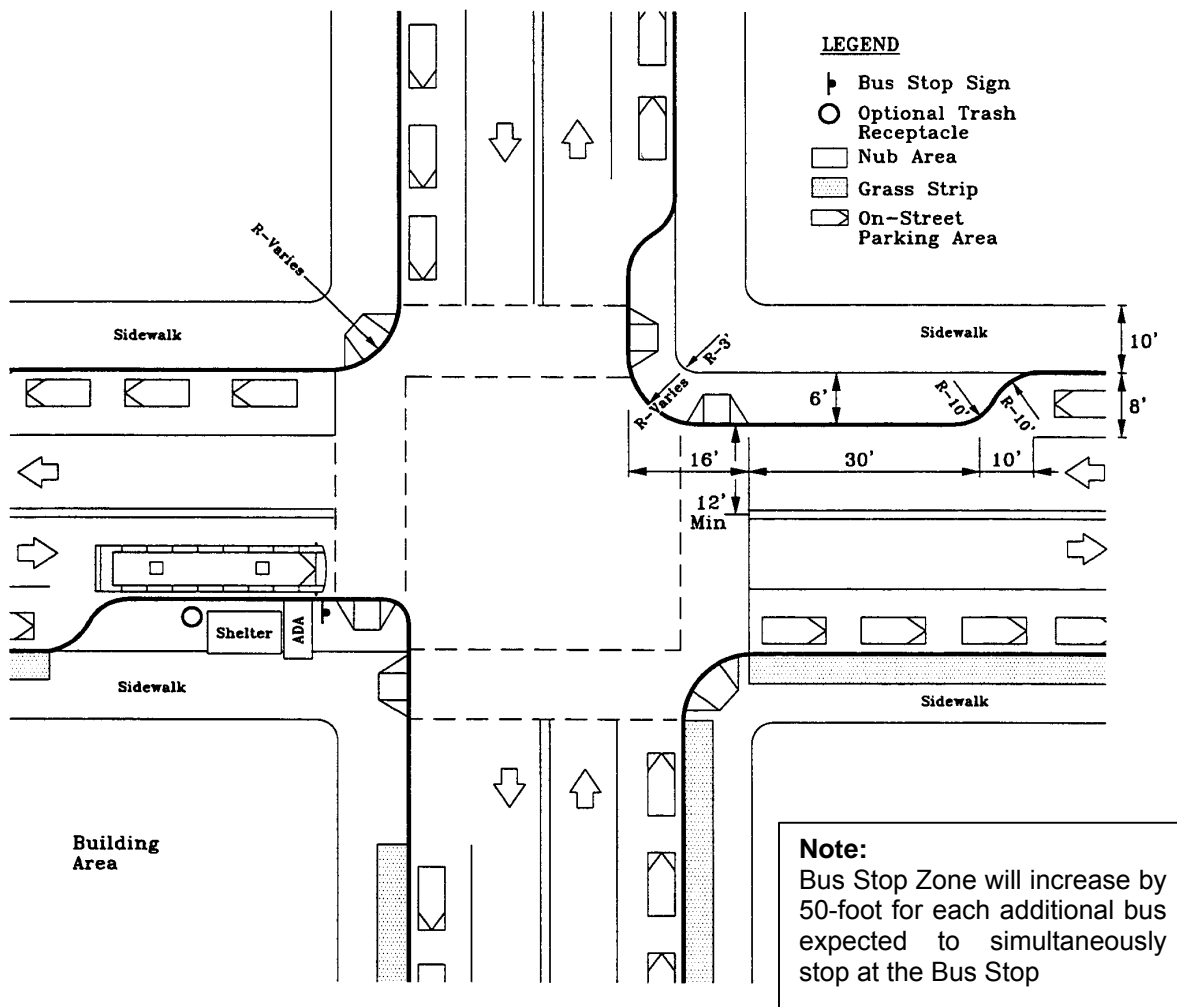 LEGEND
Bus Stop Sign
Optional Trash
Receptacle
Nub Area
Grass Strip
On-Street
Parking Area
R-Varies
Sidewalk
Sidewalk
10'
R-3'
R-Varies
6'
R-10'
R-10'
8'
16'
30'
10'
12'
Min
Shelter
ADA
Sidewalk
Sidewalk
Building
Area
Note:
Bus Stop Zone will increase by
50-foot for each additional bus
expected to simultaneously
stop at the Bus Stop